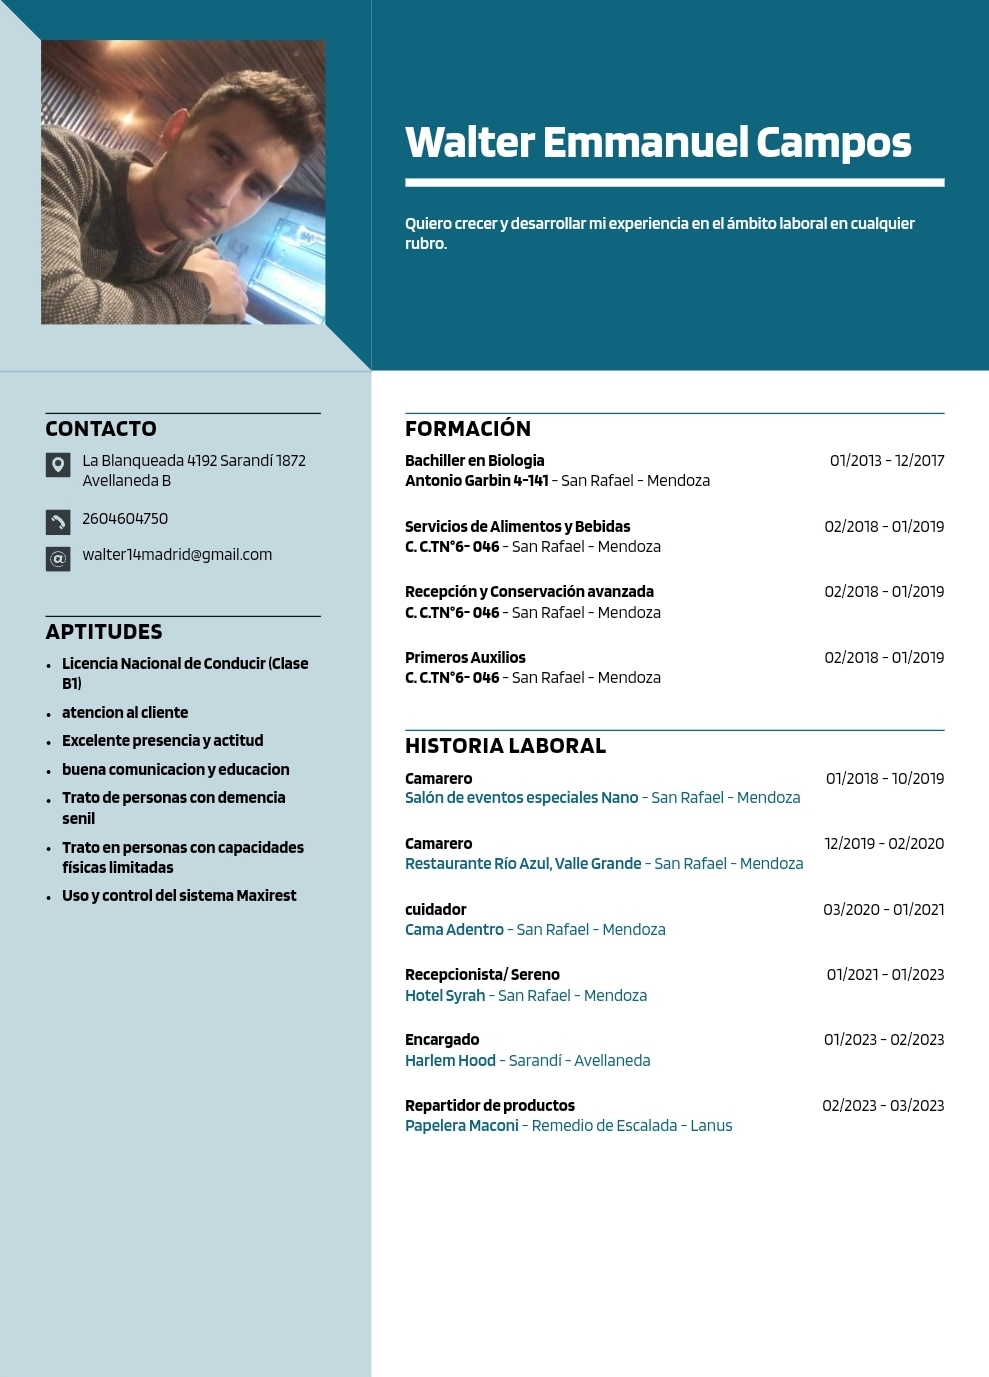 Walter Emmanuel Campos
Quiero crecer y desarrollar mi experiencia en el ámbito laboral en cualquier
rubro.
CONTACTO
La Blanqueada 4192 Sarandí 1872
Avellaneda B
2604604750
walter14madrid@gmail.com
APTITUDES
• Licencia Nacional de Conducir (Clase
B1)
• atencion al cliente
• Excelente presencia y actitud
• buena comunicacion y educacion
• Trato de personas con demencia
senil
• Trato en personas con capacidades
físicas limitadas
• Uso y control del sistema Maxirest
FORMACIÓN
Bachiller en Biologia 01/2013 - 12/2017
Antonio Garbin 4-141 - San Rafael - Mendoza
Servicios de Alimentos y Bebidas 02/2018 - 01/2019
C. C.TN°6- 046 - San Rafael - Mendoza
Recepción y Conservación avanzada 02/2018 - 01/2019
C. C.TN°6- 046 - San Rafael - Mendoza
Primeros Auxilios 02/2018 - 01/2019
C. C.TN°6- 046 - San Rafael - Mendoza
HISTORIA LABORAL
Camarero 01/2018 - 10/2019
Salón de eventos especiales Nano - San Rafael - Mendoza
Camarero 12/2019 - 02/2020
Restaurante Río Azul, Valle Grande - San Rafael - Mendoza
cuidador 03/2020 - 01/2021
Cama Adentro - San Rafael - Mendoza
Recepcionista/ Sereno 01/2021 - 01/2023
Hotel Syrah - San Rafael - Mendoza
Encargado 01/2023 - 02/2023
Harlem Hood - Sarandí - Avellaneda
Repartidor de productos 02/2023 - 03/2023
Papelera Maconi - Remedio de Escalada - Lanus